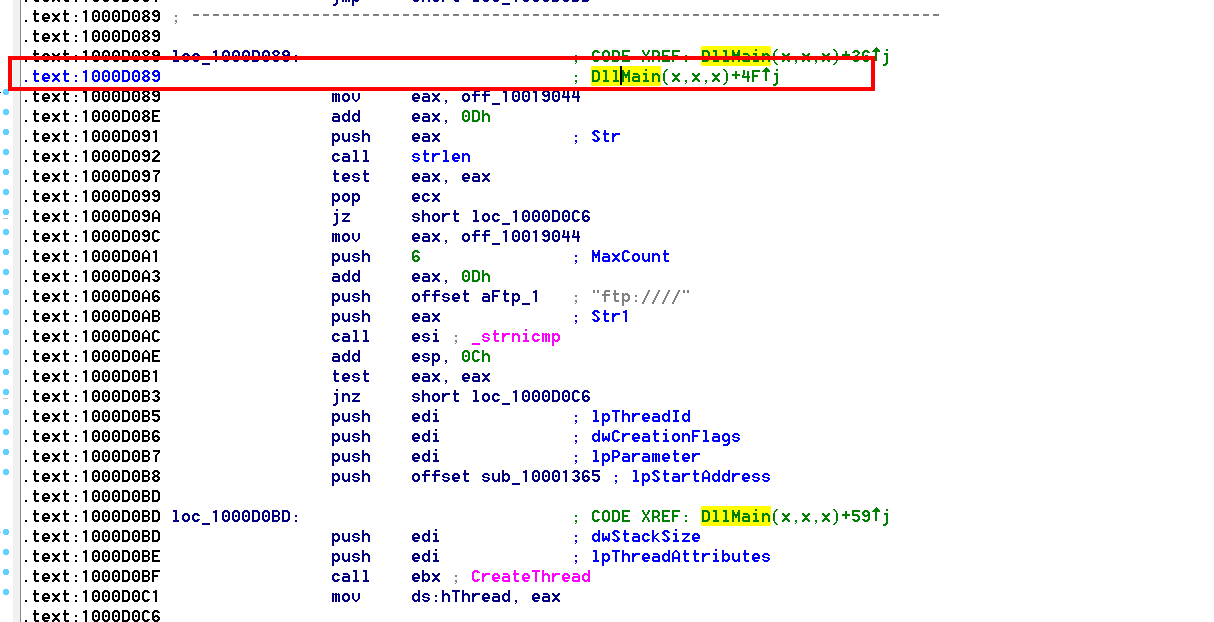 jmp short loc_1000D0BD
.text:1000D089 ; ---------------------------------------------------------------------------
.text:1000D089
.text:1000D089 loc_1000D089: ; CODE XREF: DllMain(x,x,x)+36↑j
.text:1000D089 ; DllMain(x,x,x)+4F↑j
.text:1000D089 mov eax, off_10019044
.text:1000D08E add eax, 0Dh
.text:1000D091 push eax ; Str
.text:1000D092 call strlen
.text:1000D097 test eax, eax
.text:1000D099 pop ecx
.text:1000D09A jz short loc_1000D0C6
.text:1000D09C mov eax, off_10019044
.text:1000D0A1 push 6 ; MaxCount
.text:1000D0A3 add eax, 0Dh
.text:1000D0A6 push offset aFtp_1 ; "ftp:////"
.text:1000D0AB push eax ; Str1
.text:1000D0AC call esi ; _strnicmp
.text:1000D0AE add esp, 0Ch
.text:1000D0B1 test eax, eax
.text:1000D0B3 jnz short loc_1000D0C6
.text:1000D0B5 push edi ; lpThreadId
.text:1000D0B6 push edi ; dwCreationFlags
.text:1000D0B7 push edi ; lpParameter
.text:1000D0B8 push offset sub_10001365 ; lpStartAddress
.text:1000D0BD
.text:1000D0BD loc_1000D0BD: ; CODE XREF: DllMain(x,x,x)+59↑j
.text:1000D0BD push edi ; dwStackSize
.text:1000D0BE push edi ; lpThreadAttributes
.text:1000D0BF call ebx ; CreateThread
.text:1000D0C1 mov ds:hThread, eax
.text:1000D0C6